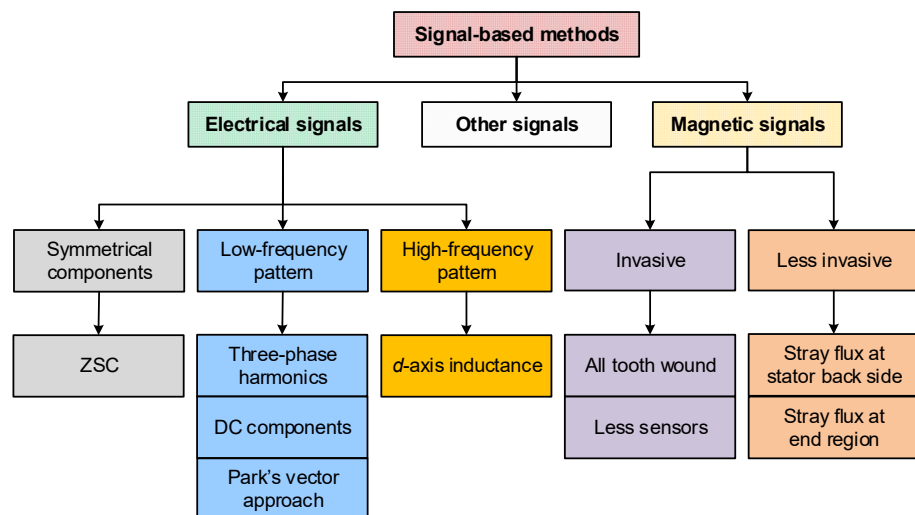 Signal-based methods
Electrical signals
Other signals
Magnetic signals
Symmetrical
components
Low-frequency
pattern
High-frequency
pattern
Invasive
Less invasive
ZSC
Three-phase
harmonics
DC components
Park's vector
approach
d-axis inductance
All tooth wound
Less sensors
Stray flux at
stator back side
Stray flux at
end region